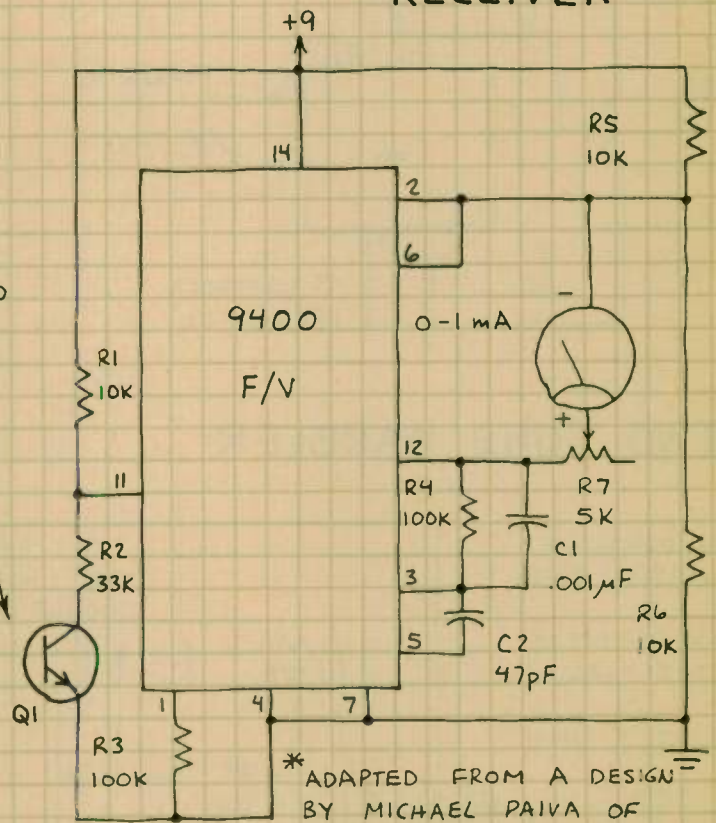 RECEIVER
+9
14
R5
10K
2
6
9400
F/V
0-1 mA
-
+
R1
10K
11
12
R4
100K
R7
5K
C1
.001µF
R2
33K
3
5
C2
47pF
R6
10K
Q1
1
4
7
R3
100K
*ADAPTED FROM A DESIGN
BY MICHAEL PAIVA OF